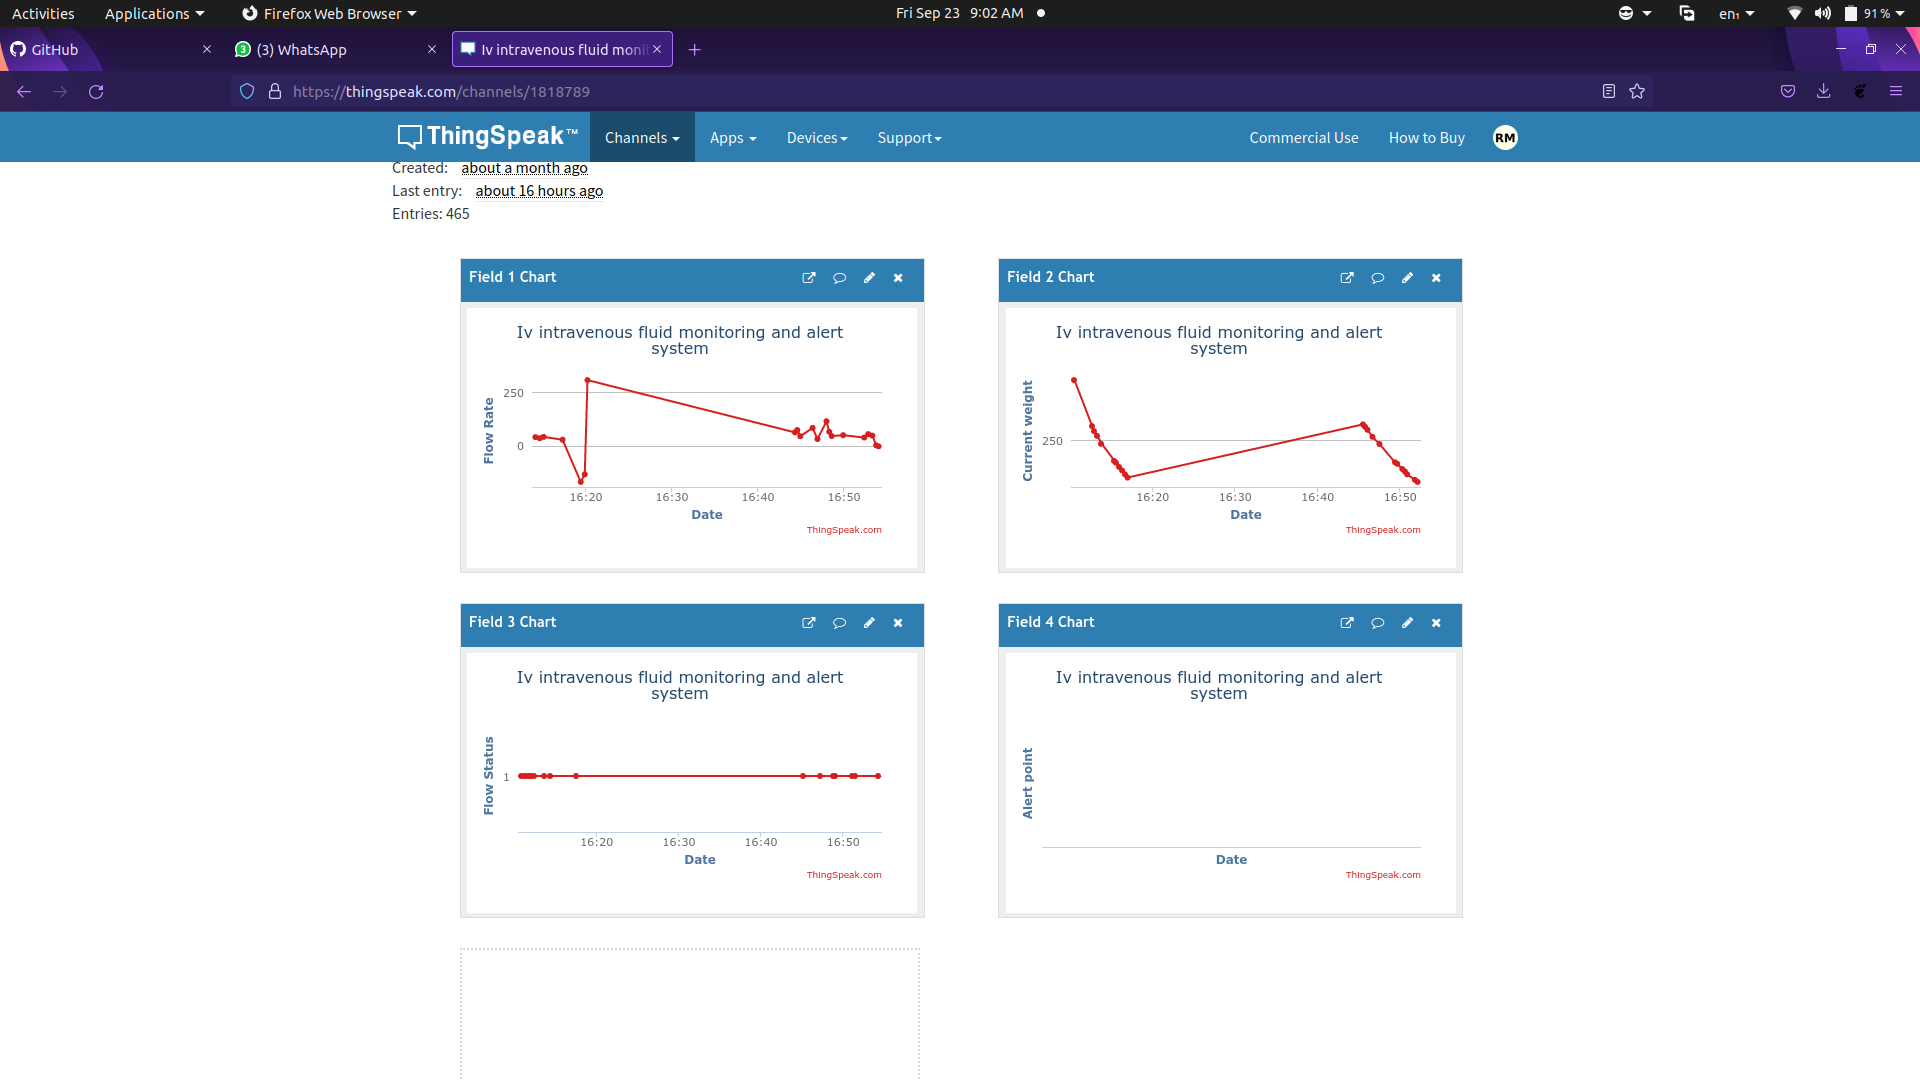 Activities Applications Firefox Web Browser Fri Sep 23 9:02 AM en₁ 91 %
GitHub (3) WhatsApp Iv intravenous fluid moni
https://thingspeak.com/channels/1818789
ThingSpeak™ Channels Apps Devices Support Commercial Use How to Buy RM
Created: about a month ago
Last entry: about 16 hours ago
Entries: 465
Field 1 Chart
Iv intravenous fluid monitoring and alert
system
Flow Rate
250
0
16:20 16:30 16:40 16:50
Date
ThingSpeak.com
Field 2 Chart
Iv intravenous fluid monitoring and alert
system
Current weight
250
16:20 16:30 16:40 16:50
Date
ThingSpeak.com
Field 3 Chart
Iv intravenous fluid monitoring and alert
system
Flow Status
1
16:20 16:30 16:40 16:50
Date
ThingSpeak.com
Field 4 Chart
Iv intravenous fluid monitoring and alert
system
Alert point
Date
ThingSpeak.com